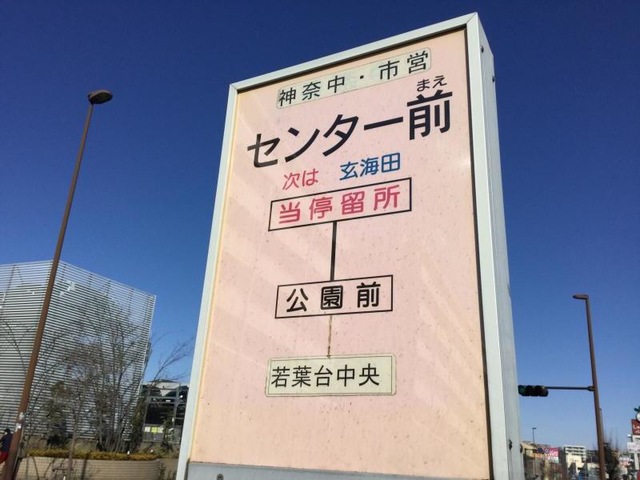 神奈中・市営
まえ
センター前
次は 玄海田
当停留所
公園前
若葉台中央